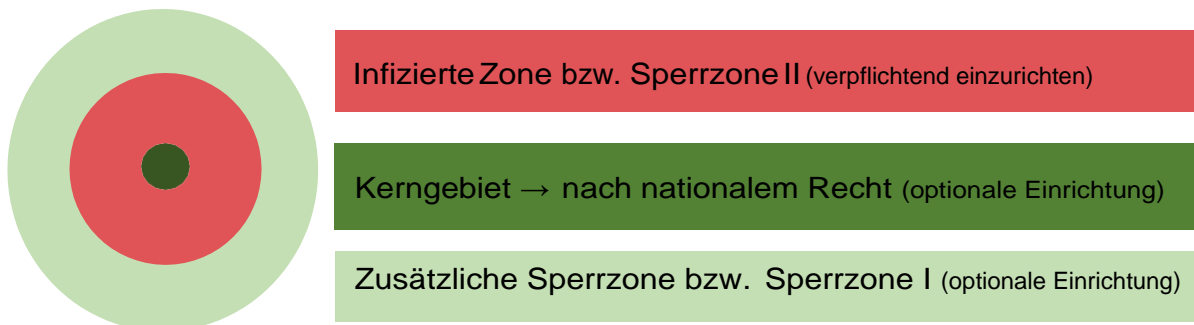 Infizierte Zone bzw. Sperrzone II (verpflichtend einzurichten)
Kerngebiet → nach nationalem Recht (optionale Einrichtung)
Zusätzliche Sperrzone bzw. Sperrzone I (optionale Einrichtung)